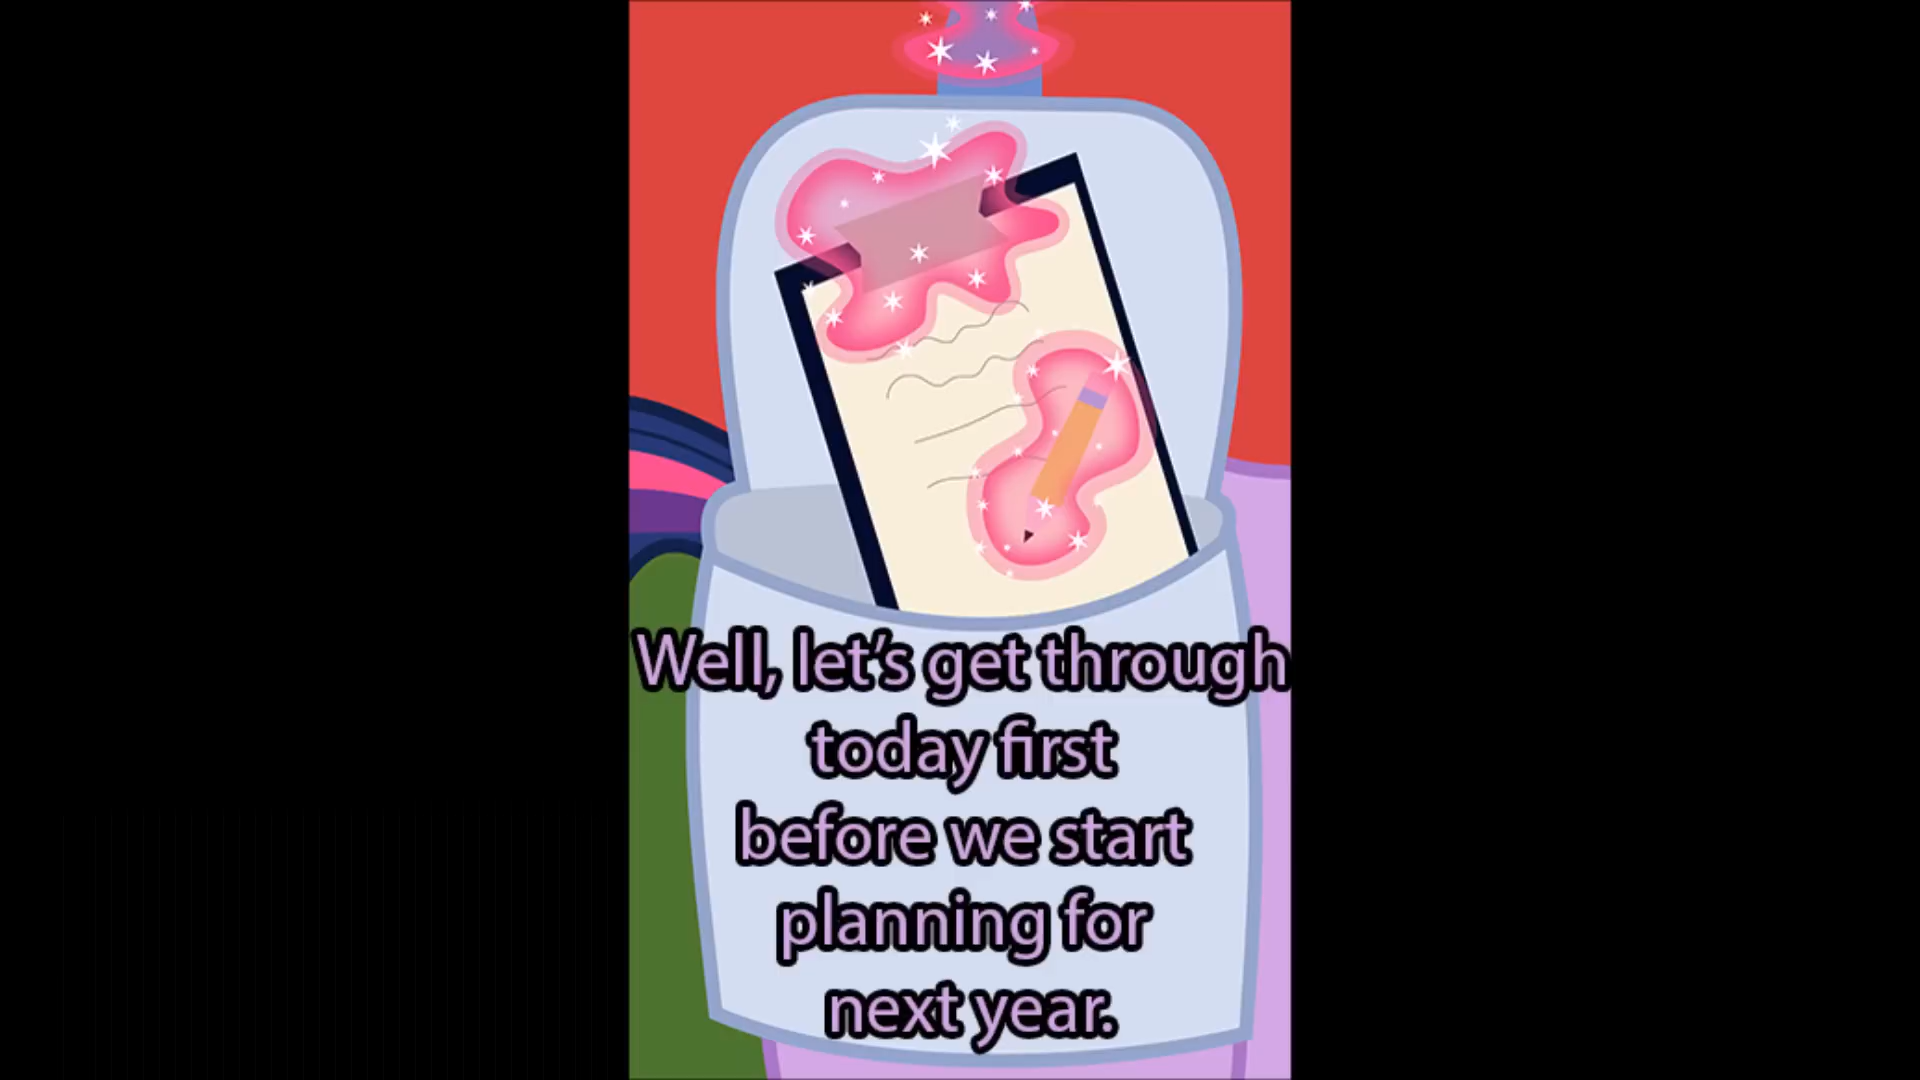 Well, let's get through
today first
before we start
planning for
next year.